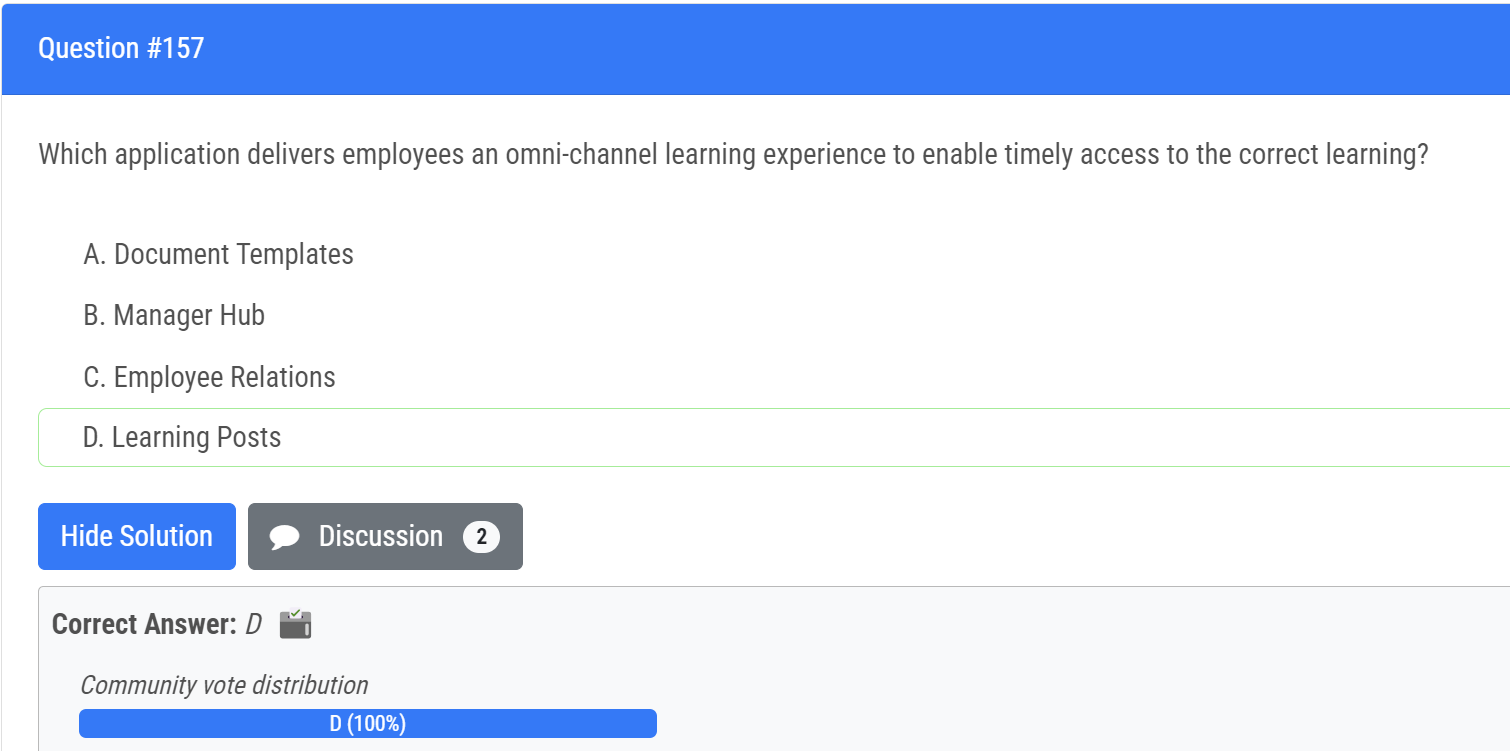 Question #157
Which application delivers employees an omni-channel learning experience to enable timely access to the correct learning?
A. Document Templates
B. Manager Hub
C. Employee Relations
D. Learning Posts
Hide Solution
Discussion 2
Correct Answer: D
Community vote distribution
D (100%)